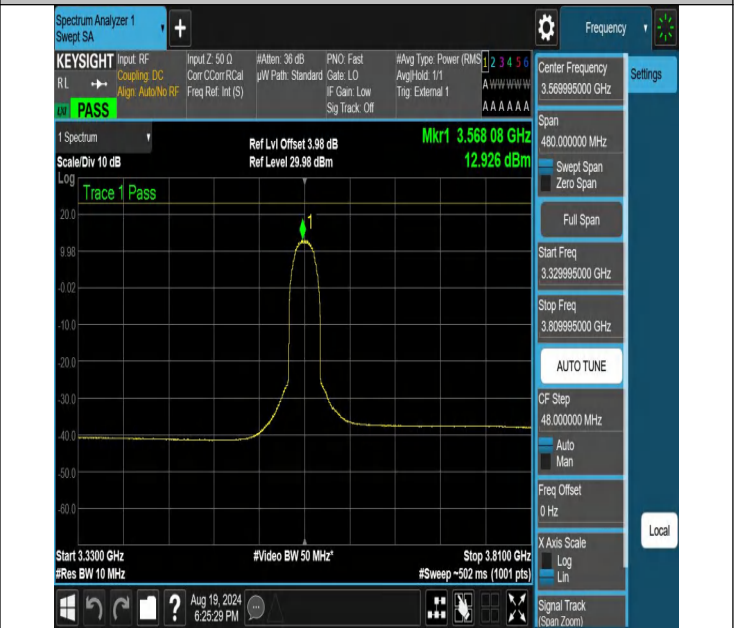 Spectrum Analyzer 1
Swept SA
+
Frequency
KEYSIGHT
RL
LXI PASS
Input: RF
Coupling: DC
Align: Auto/No RF
Input Z: 50 Ω
Corr CCorr RCal
Freq Ref: Int (S)
#Atten: 36 dB
µW Path: Standard
PNO: Fast
Gate: LO
IF Gain: Low
Sig Track: Off
#Avg Type: Power (RMS
Avg|Hold: 1/1
Trig: External 1
1 2 3 4 5 6
A W W W W W
A A A A A A
1 Spectrum
Scale/Div 10 dB
Log
Ref Lvl Offset 3.98 dB
Ref Level 29.98 dBm
Mkr1 3.568 08 GHz
12.926 dBm
Trace 1 Pass
1
20.0
9.98
-0.02
-10.0
-20.0
-30.0
-40.0
-50.0
-60.0
Start 3.3300 GHz
#Res BW 10 MHz
#Video BW 50 MHz*
Stop 3.8100 GHz
#Sweep ~502 ms (1001 pts)
Center Frequency
3.569995000 GHz
Span
480.000000 MHz
Swept Span
Zero Span
Full Span
Start Freq
3.329995000 GHz
Stop Freq
3.809995000 GHz
AUTO TUNE
CF Step
48.000000 MHz
Auto
Man
Freq Offset
0 Hz
X Axis Scale
Log
Lin
Signal Track
(Span Zoom)
Settings
Local
?
Aug 19, 2024
6:25:29 PM